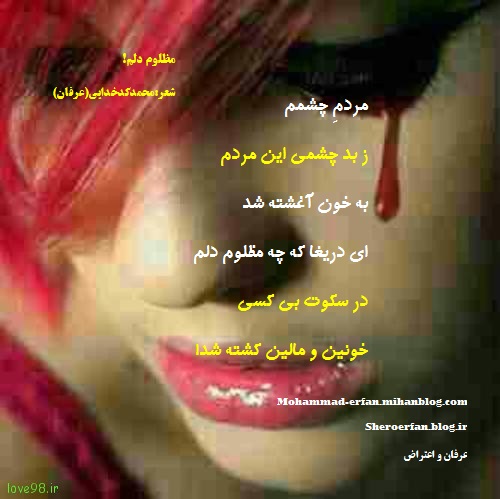 مظلوم دلم!
شعر:محمدکدخدایی(عرفان)
مردمِ چشمم
ز بد چشمی این مردم
به خون آغشته شد
ای دریغا که چه مظلوم دلم
در سکوت بی کسی
خونین و مالین کشته شد!
Mohammad-erfan.mihanblog.com
Sheroerfan.blog.ir
عرفان و اعتراض
love98.ir